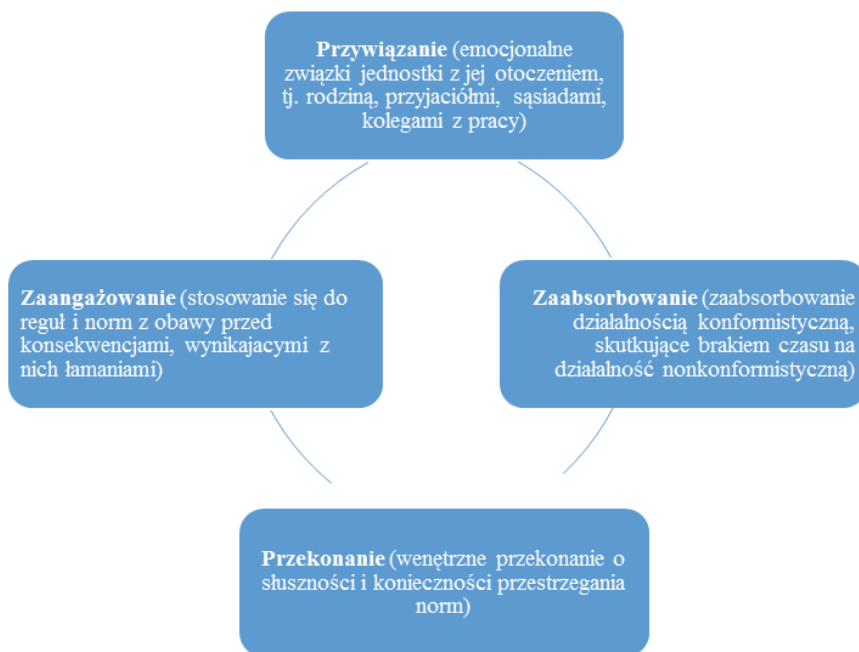 Przywiązanie (emocjonalne
związki jednostki z jej otoczeniem,
tj. rodziną, przyjaciółmi, sąsiadami,
kolegami z pracy)
Zaangażowanie (stosowanie się do
reguł i norm z obawy przed
konsekwencjami, wynikajacymi z
nich łamaniami)
Zaabsorbowanie (zaabsorbowanie
działalnością konformistyczną,
skutkujące brakiem czasu na
działalność nonkonformistyczną)
Przekonanie (wenętrzne przekonanie o
słuszności i konieczności przestrzegania
norm)